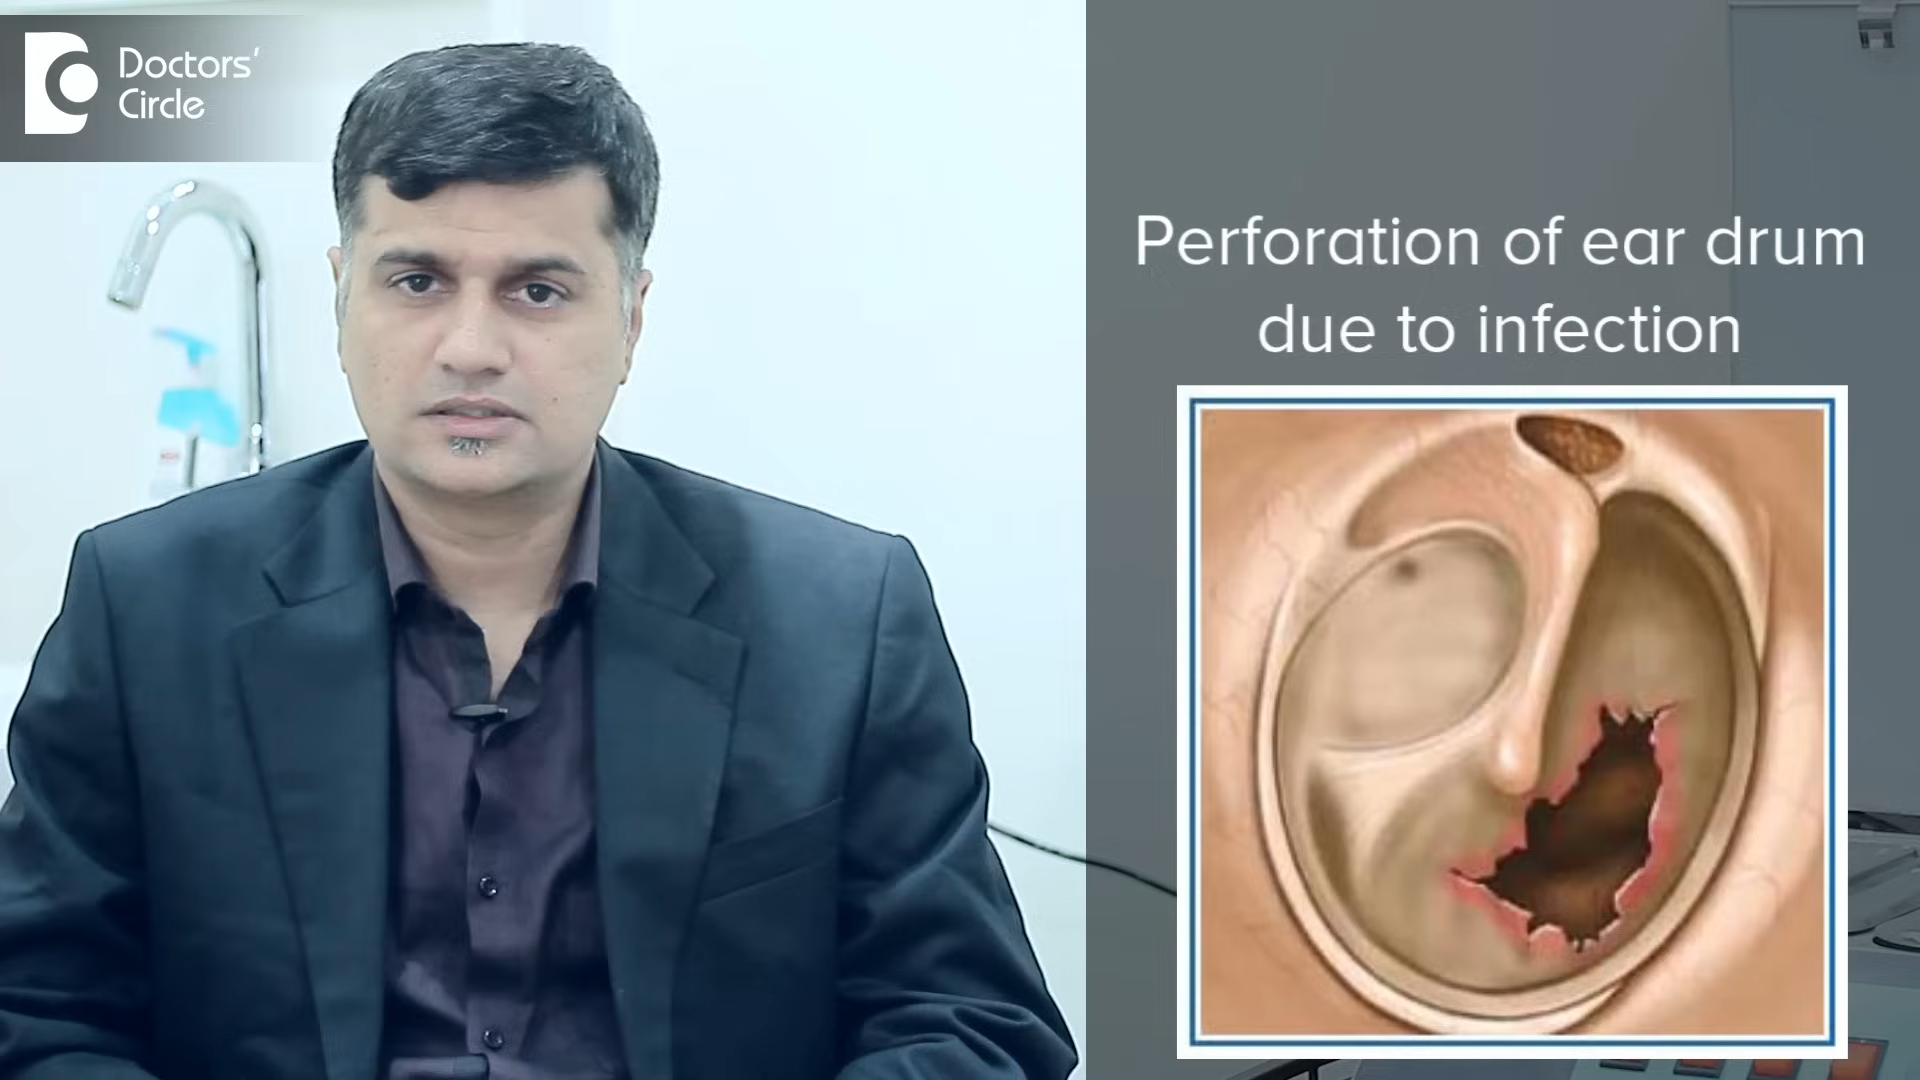 Doctors'
Circle
Perforation of ear drum
due to infection